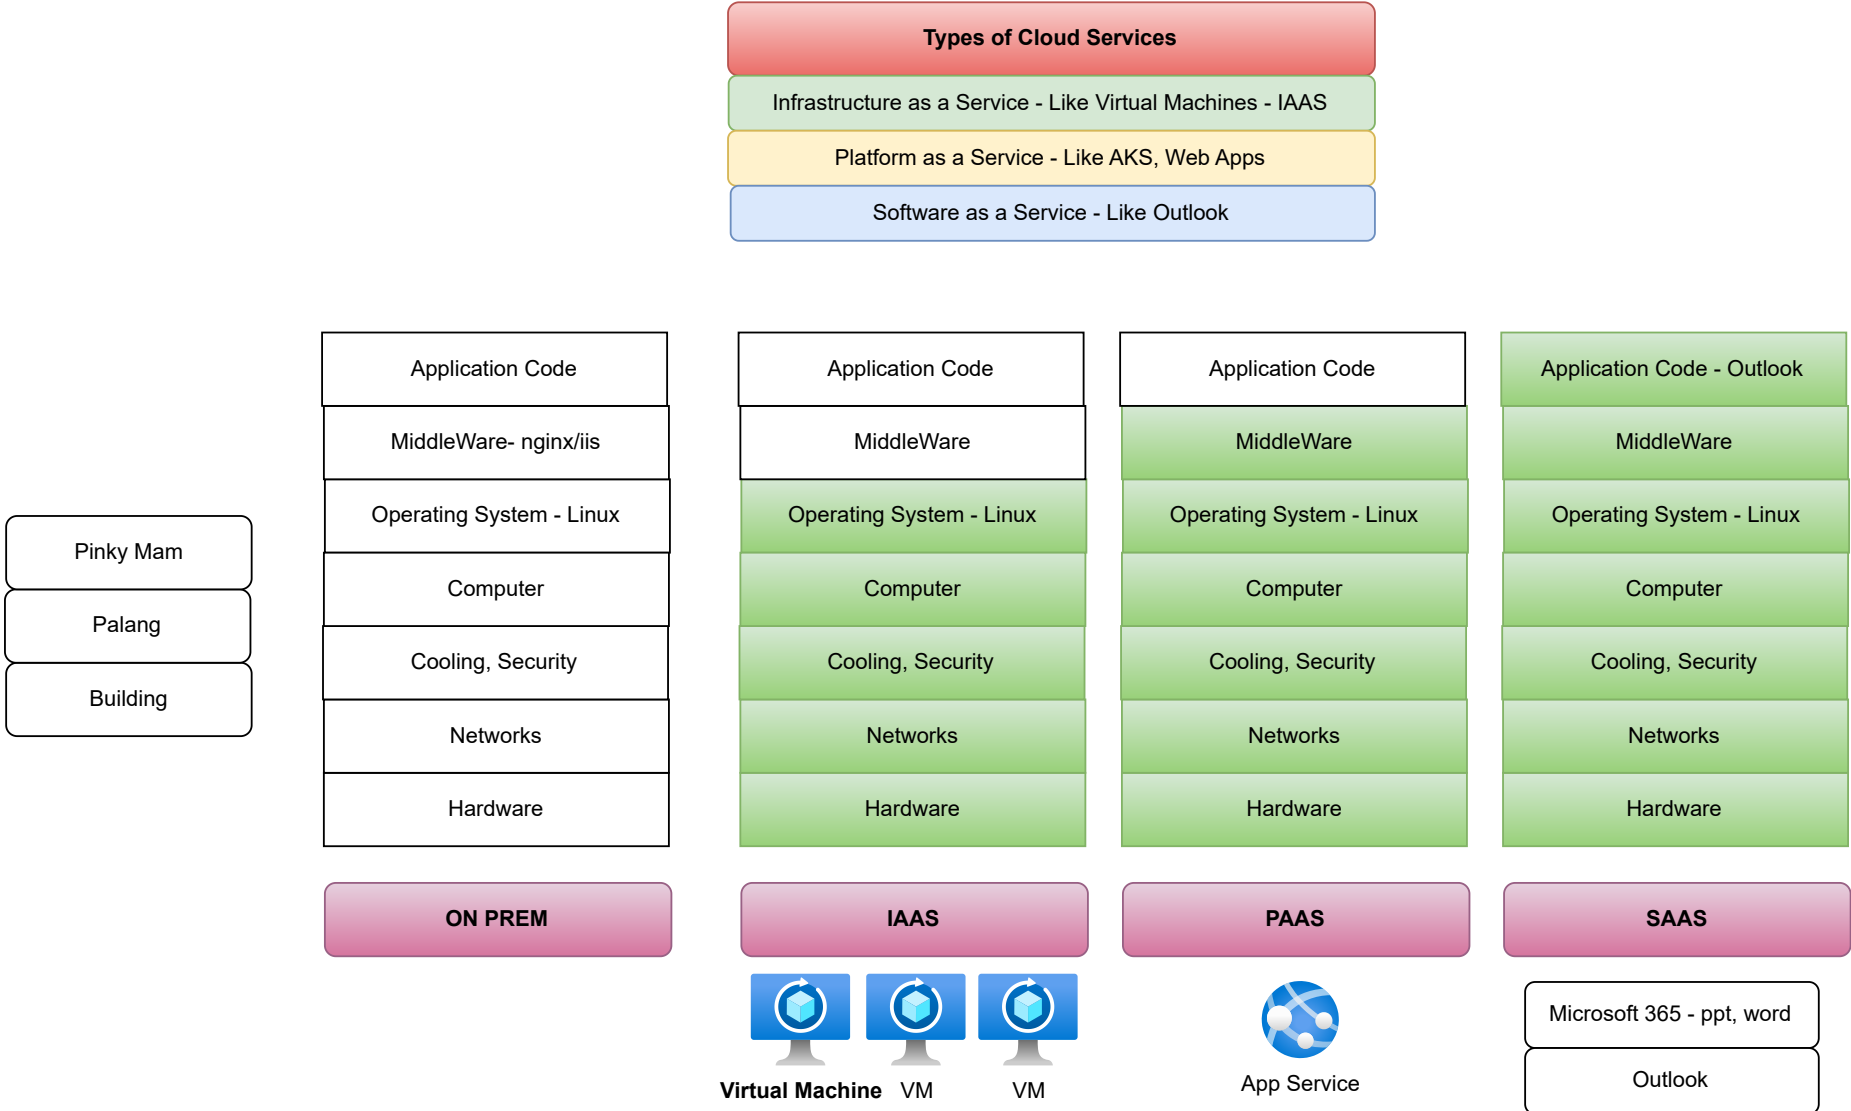 Types of Cloud Services
Infrastructure as a Service - Like Virtual Machines - IAAS
Platform as a Service - Like AKS, Web Apps
Software as a Service - Like Outlook
Pinky Mam
Palang
Building
Application Code
MiddleWare- nginx/iis
Operating System - Linux
Computer
Cooling, Security
Networks
Hardware
ON PREM
Application Code
MiddleWare
Operating System - Linux
Computer
Cooling, Security
Networks
Hardware
IAAS
Virtual Machine
VM
VM
Application Code
MiddleWare
Operating System - Linux
Computer
Cooling, Security
Networks
Hardware
PAAS
App Service
Application Code - Outlook
MiddleWare
Operating System - Linux
Computer
Cooling, Security
Networks
Hardware
SAAS
Microsoft 365 - ppt, word
Outlook